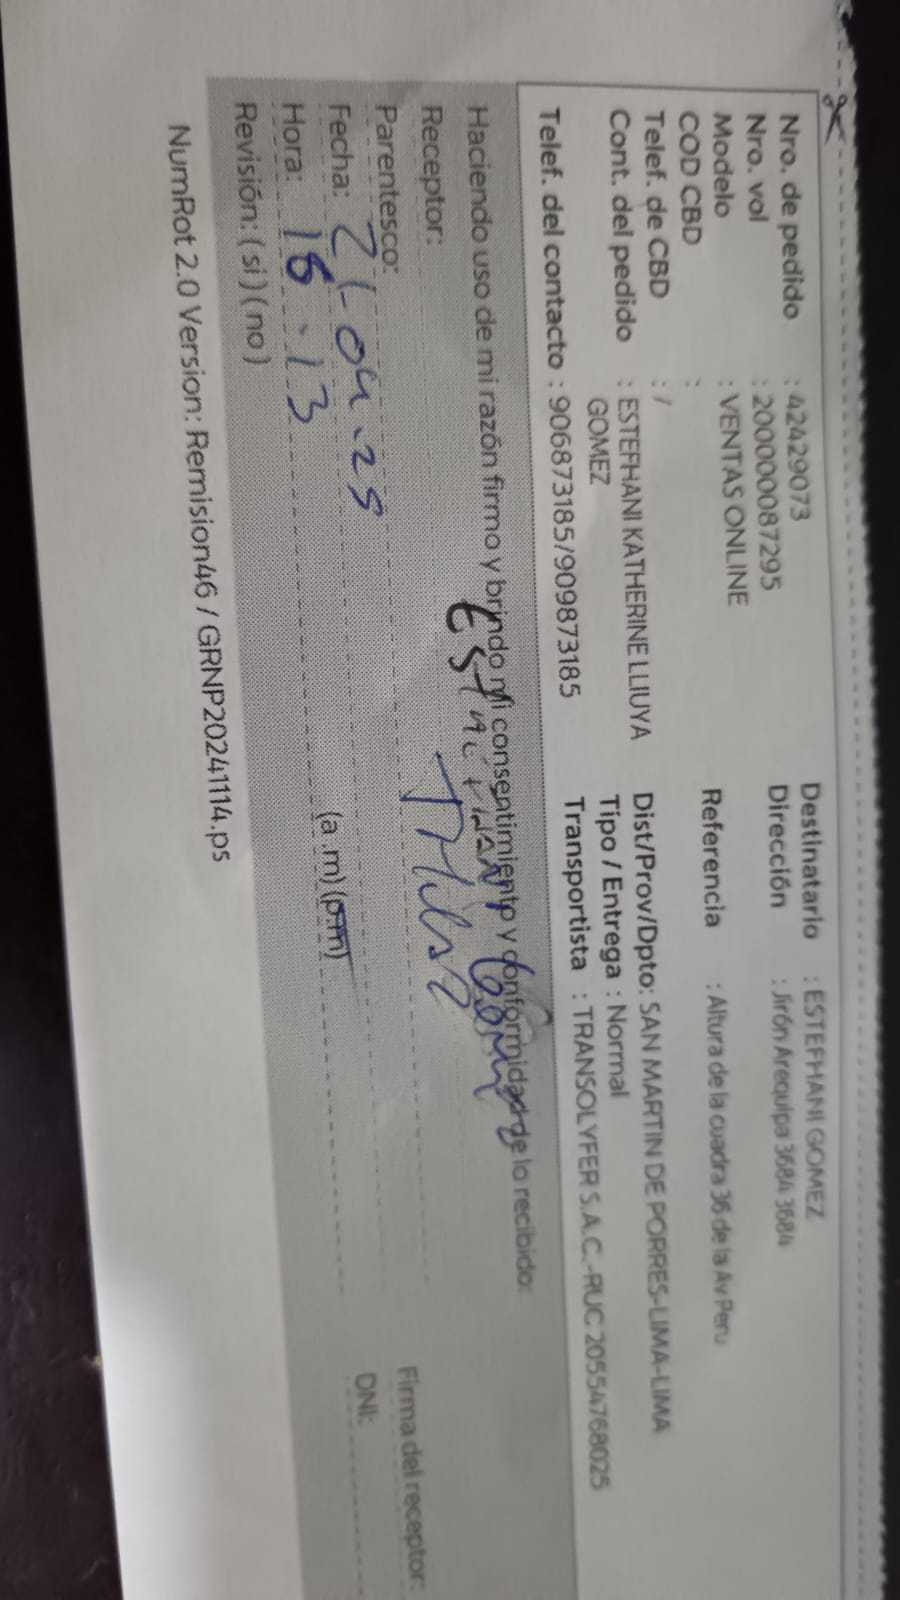 Nro. de pedido : 42429073
Nro. vol : 200000087295
Modelo : VENTAS ONLINE
COD CBD :
Telef. de CBD : /
Cont. del pedido : ESTEFHANI KATHERINE LLIUYA
GOMEZ
Telef. del contacto : 906873185/909873185
Destinatario : ESTEFHANI GOMEZ
Dirección : Jirón Arequipa 3684 3684
Referencia : Altura de la cuadra 36 de la Av Peru
Dist/Prov/Dpto: SAN MARTIN DE PORRES-LIMA-LIMA
Tipo / Entrega : Normal
Transportista : TRANSOLYFER S.A.C.-RUC 20554768025
Haciendo uso de mi razón firmo y brindo mi consentimiento y conformidad de lo recibido:
Receptor:
Parentesco:
Fecha: 21-04-25
Hora: 16.13 (a.m) (p.m)
Revisión: ( si ) ( no )
Firma del receptor:
DNI:
NumRot 2.0 Version: Remision46 / GRNP20241114.ps